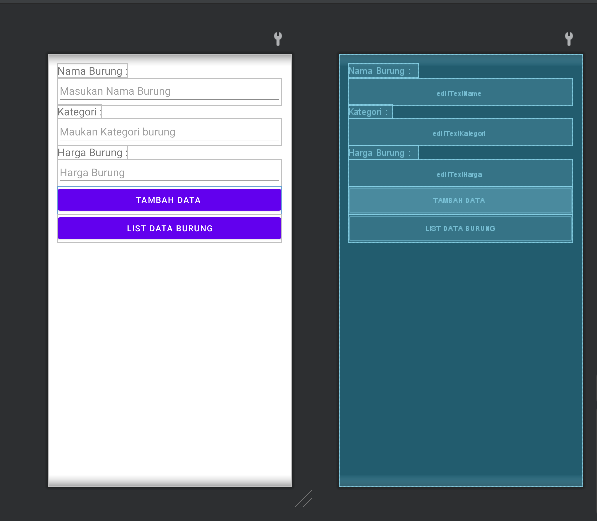 Nama Burung :
Masukan Nama Burung
Kategori :
Maukan Kategori burung
Harga Burung :
Harga Burung
TAMBAH DATA
LIST DATA BURUNG
Nama Burung :
editTextName
Kategori :
editTextKategori
Harga Burung :
editTextHarga
TAMBAH DATA
LIST DATA BURUNG